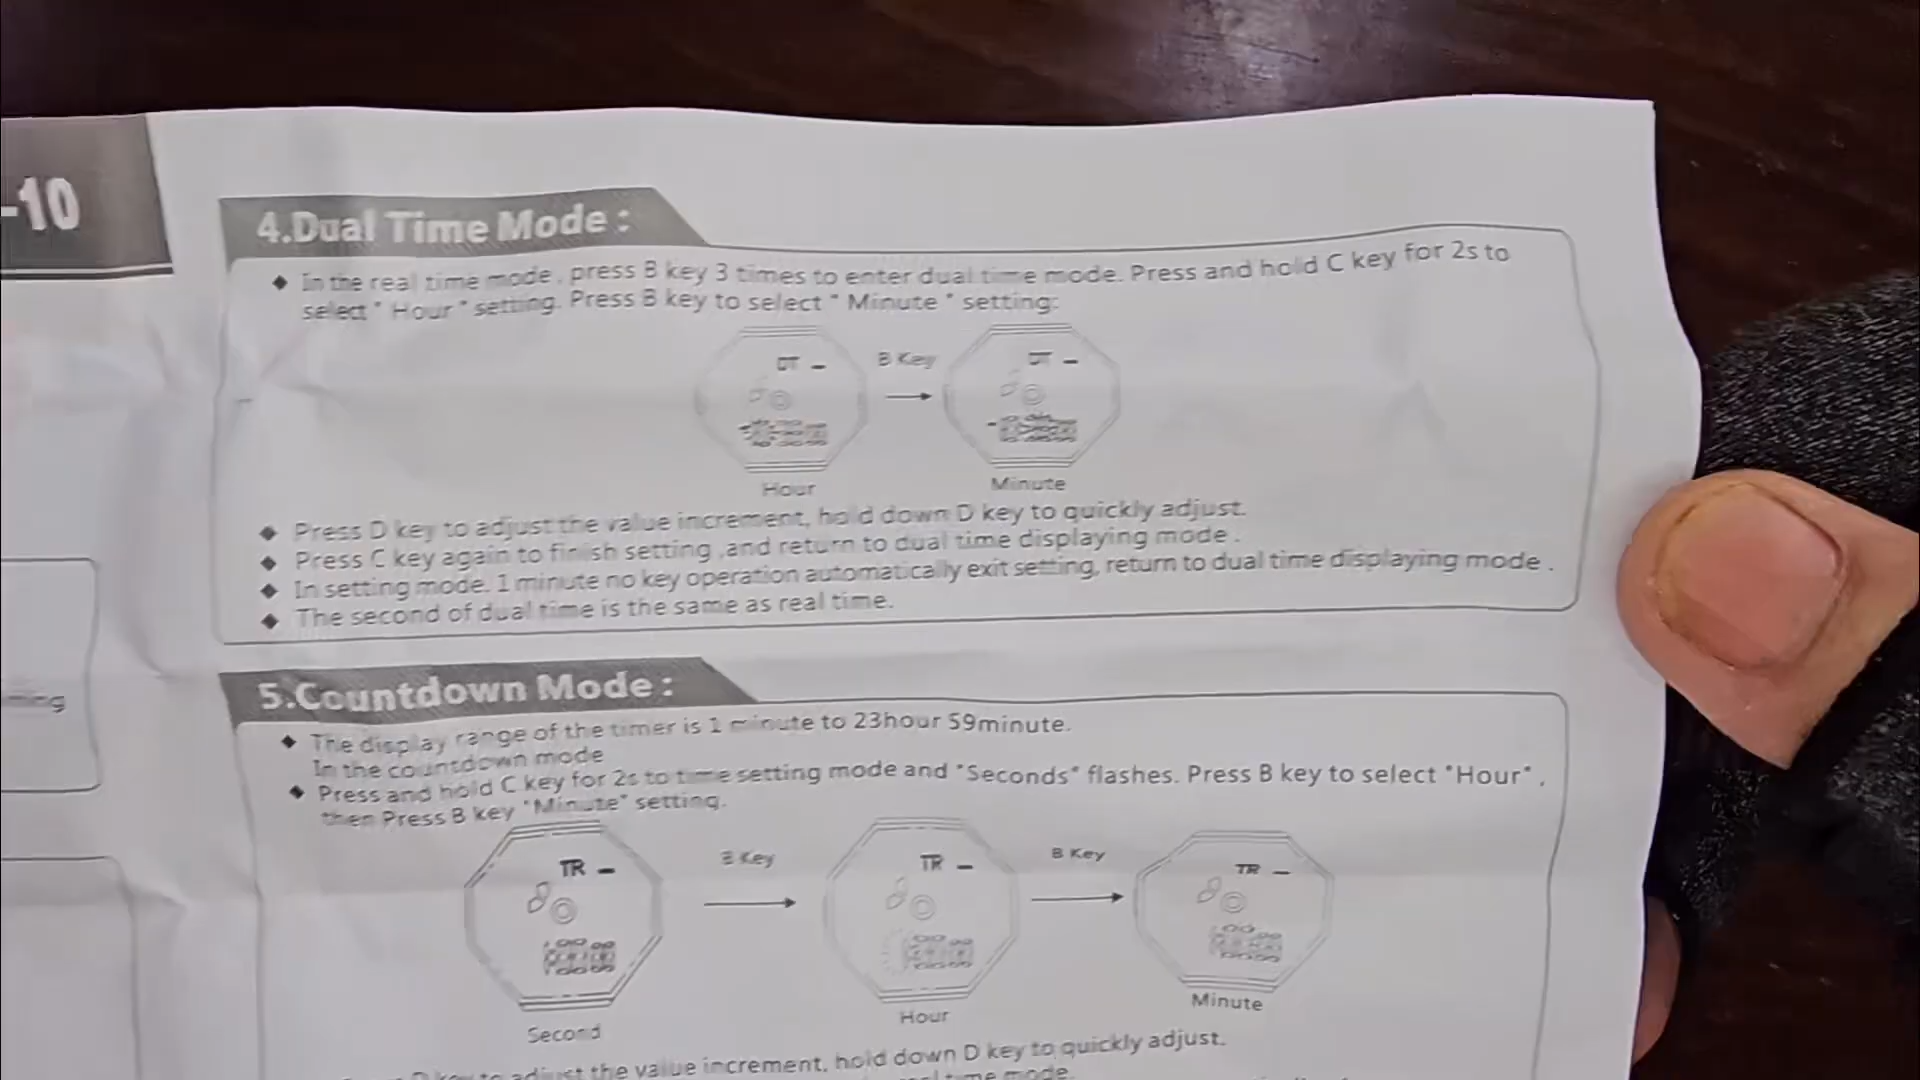 -10
4.Dual Time Mode :
◆ In the real time mode, press B key 3 times to enter dual time mode. Press and hold C key for 2s to
select " Hour " setting. Press B key to select " Minute " setting:
DT
B Key
DT
Hour
Minute
◆ Press D key to adjust the value increment, hold down D key to quickly adjust.
◆ Press C key again to finish setting ,and return to dual time displaying mode .
◆ In setting mode. 1 minute no key operation automatically exit setting, return to dual time displaying mode .
◆ The second of dual time is the same as real time.
5.Countdown Mode :
◆ The display range of the timer is 1 minute to 23hour 59minute.
In the countdown mode
◆ Press and hold C key for 2s to time setting mode and "Seconds" flashes. Press B key to select "Hour" ,
then Press B key "Minute" setting.
TR
B Key
TR
B Key
TR
Second
Hour
Minute
D key to adjust the value increment, hold down D key to quickly adjust.
time mode.